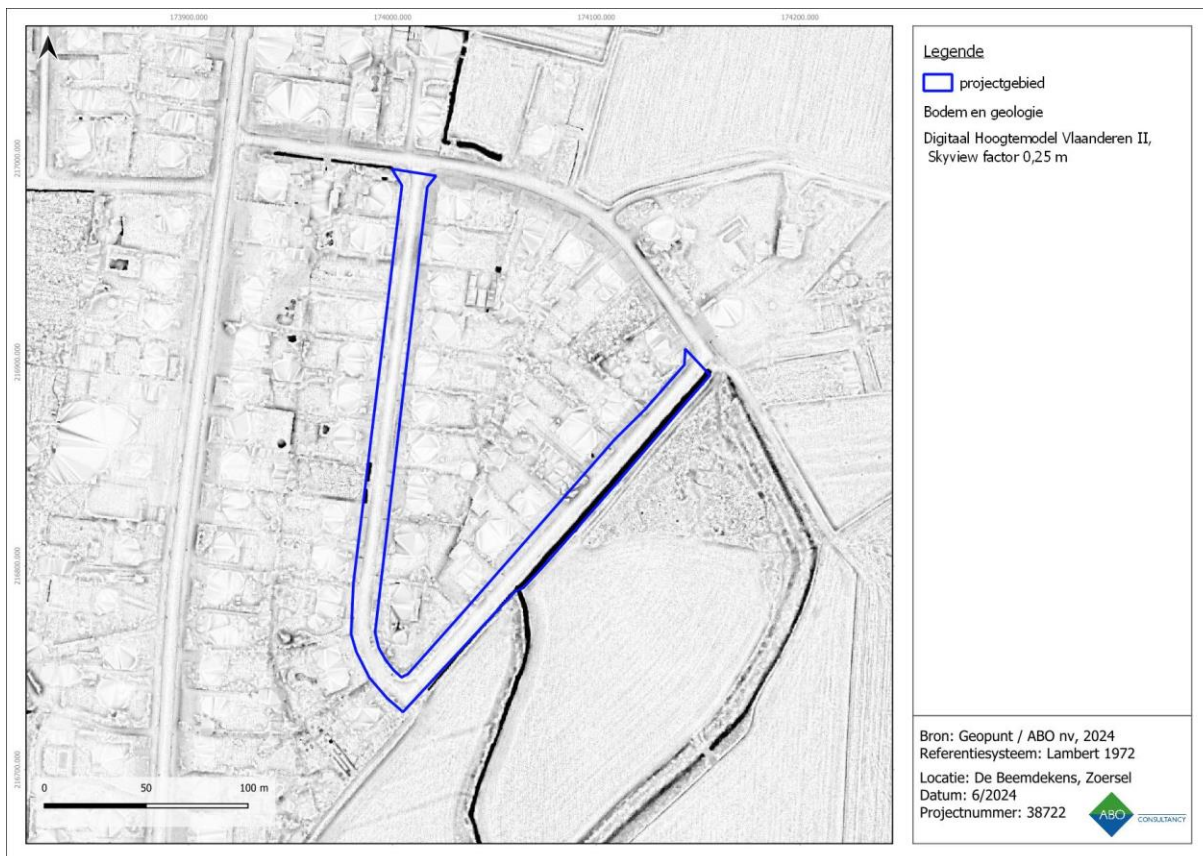 173900.000 174000.000 174100.000 174200.000
217000.000
216900.000
216800.000
216700.000
0 50 100 m
Legende
projectgebied
Bodem en geologie
Digitaal Hoogtemodel Vlaanderen II,
Skyview factor 0,25 m
Bron: Geopunt / ABO nv, 2024
Referentiesysteem: Lambert 1972
Locatie: De Beemdekens, Zoersel
Datum: 6/2024
Projectnummer: 38722
ABO CONSULTANCY